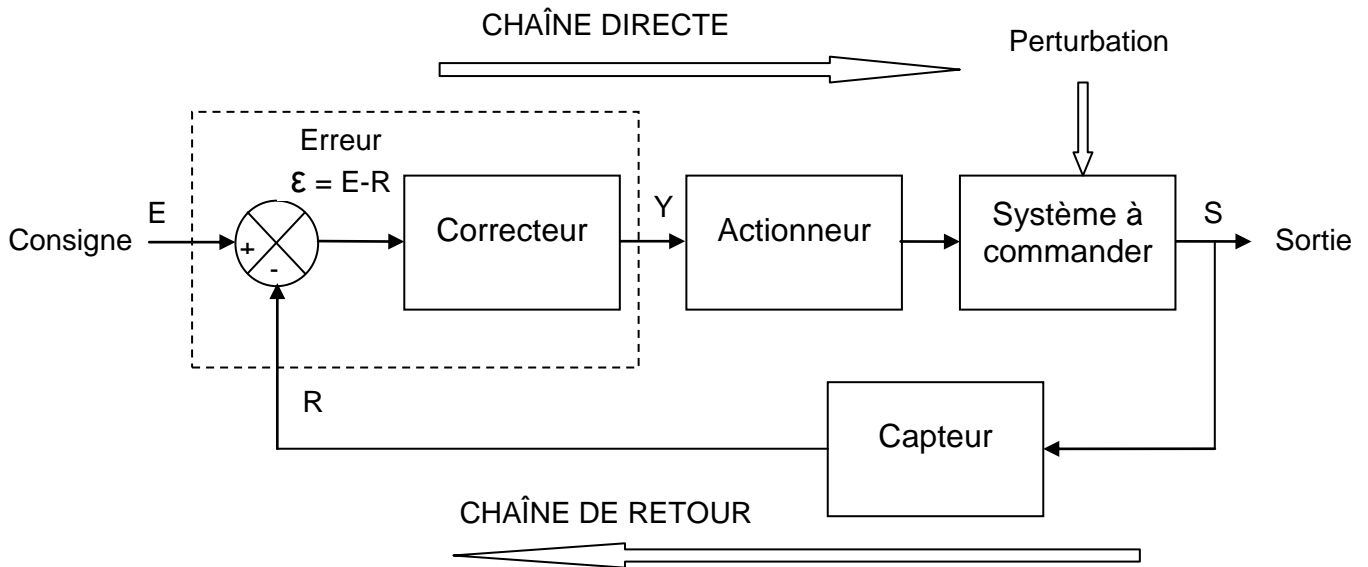 CHAÎNE DIRECTE
Perturbation
Erreur
ε = E-R
Consigne
E
+
-
Correcteur
Y
Actionneur
Système à
commander
S
Sortie
R
Capteur
CHAÎNE DE RETOUR